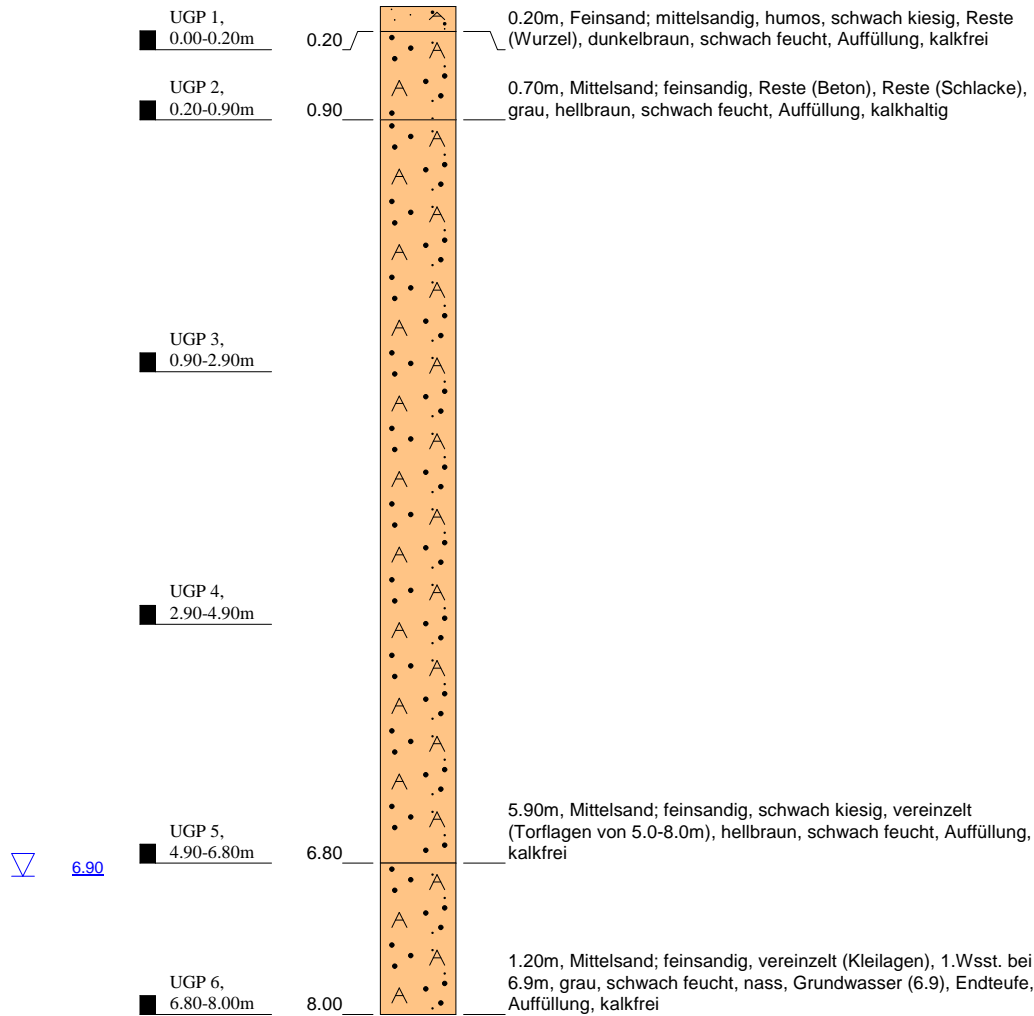 UGP 1,
0.00-0.20m
0.20
0.20m, Feinsand; mittelsandig, humos, schwach kiesig, Reste
(Wurzel), dunkelbraun, schwach feucht, Auffüllung, kalkfrei
UGP 2,
0.20-0.90m
0.90
0.70m, Mittelsand; feinsandig, Reste (Beton), Reste (Schlacke),
grau, hellbraun, schwach feucht, Auffüllung, kalkhaltig
UGP 3,
0.90-2.90m
UGP 4,
2.90-4.90m
UGP 5,
4.90-6.80m
6.80
5.90m, Mittelsand; feinsandig, schwach kiesig, vereinzelt
(Torflagen von 5.0-8.0m), hellbraun, schwach feucht, Auffüllung,
kalkfrei
6.90
UGP 6,
6.80-8.00m
8.00
1.20m, Mittelsand; feinsandig, vereinzelt (Kleilagen), 1.Wsst. bei
6.9m, grau, schwach feucht, nass, Grundwasser (6.9), Endteufe,
Auffüllung, kalkfrei